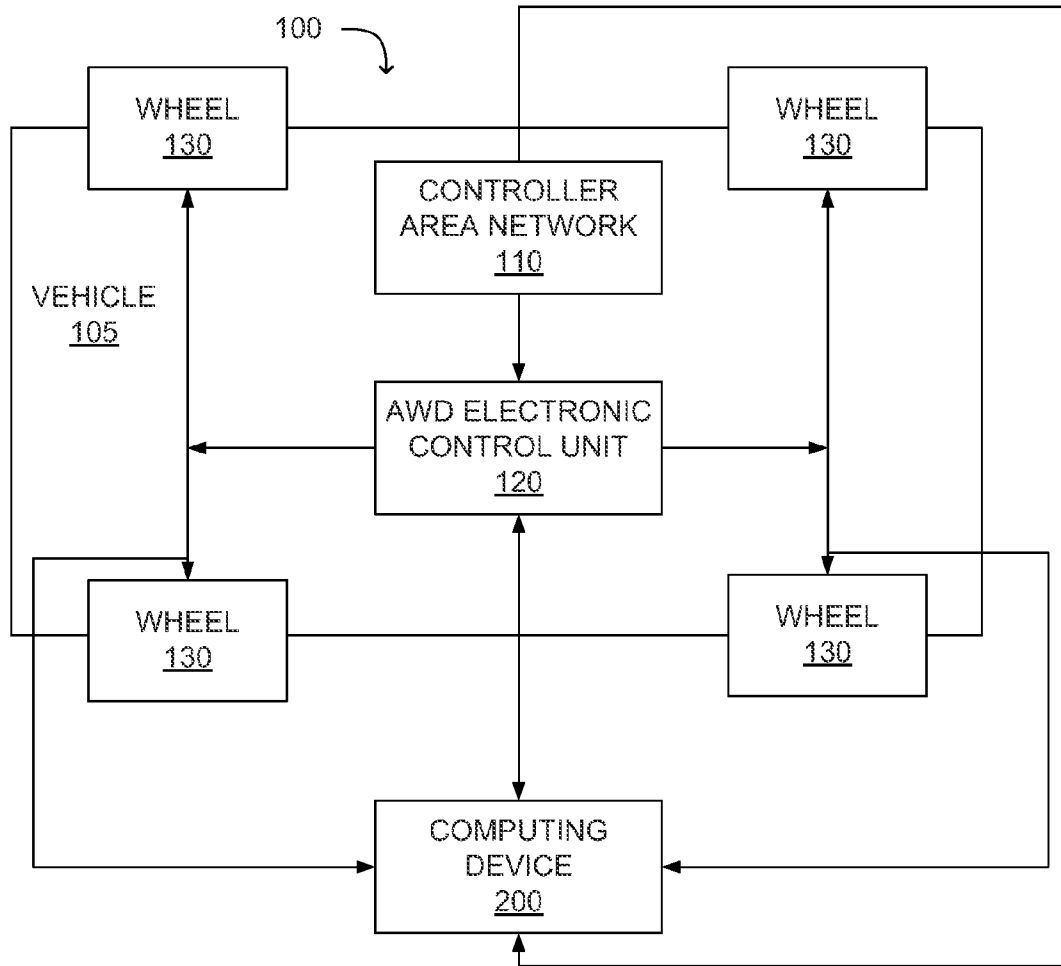 100
WHEEL
130
WHEEL
130
CONTROLLER
AREA NETWORK
110
VEHICLE
105
AWD ELECTRONIC
CONTROL UNIT
120
WHEEL
130
WHEEL
130
COMPUTING
DEVICE
200